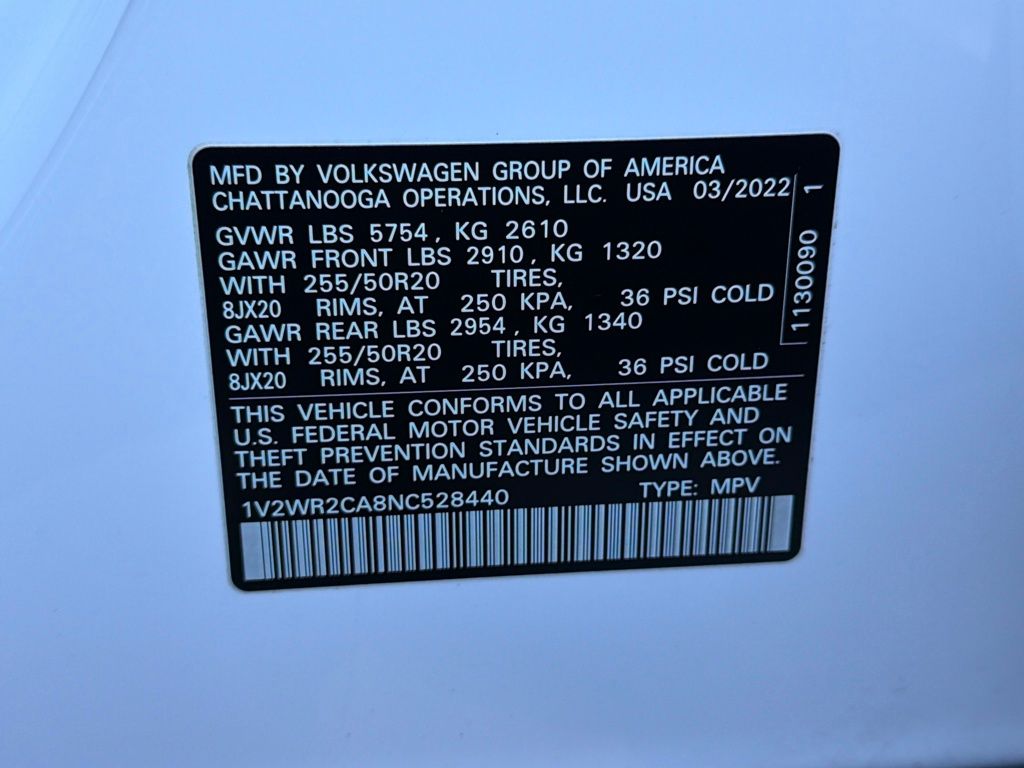 MFD BY VOLKSWAGEN GROUP OF AMERICA
CHATTANOOGA OPERATIONS, LLC. USA 03/2022
GVWR LBS 5754, KG 2610
GAWR FRONT LBS 2910, KG 1320
WITH 255/50R20 TIRES,
8JX20 RIMS, AT 250 KPA, 36 PSI COLD
GAWR REAR LBS 2954, KG 1340
WITH 255/50R20 TIRES,
8JX20 RIMS, AT 250 KPA, 36 PSI COLD
1130090 1
THIS VEHICLE CONFORMS TO ALL APPLICABLE
U.S. FEDERAL MOTOR VEHICLE SAFETY AND
THEFT PREVENTION STANDARDS IN EFFECT ON
THE DATE OF MANUFACTURE SHOWN ABOVE.
1V2WR2CA8NC528440 TYPE: MPV